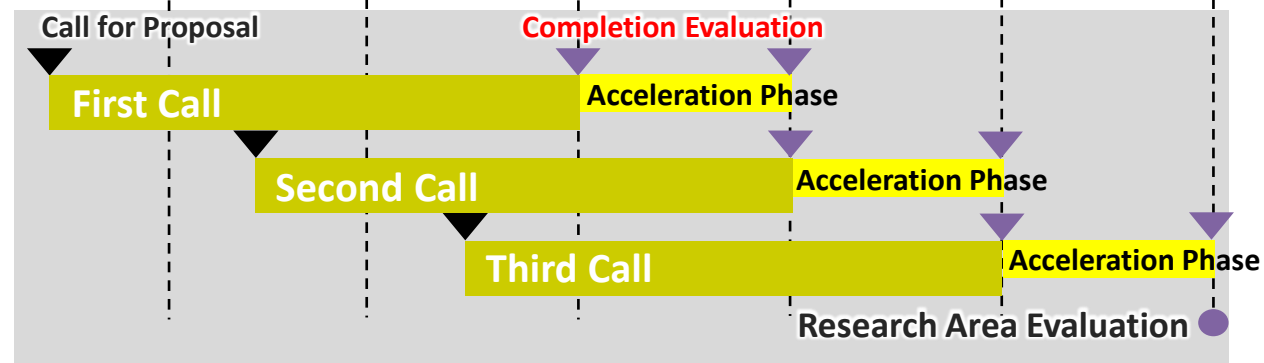 Call for Proposal
Completion Evaluation
First Call
Acceleration Phase
Second Call
Acceleration Phase
Third Call
Acceleration Phase
Research Area Evaluation